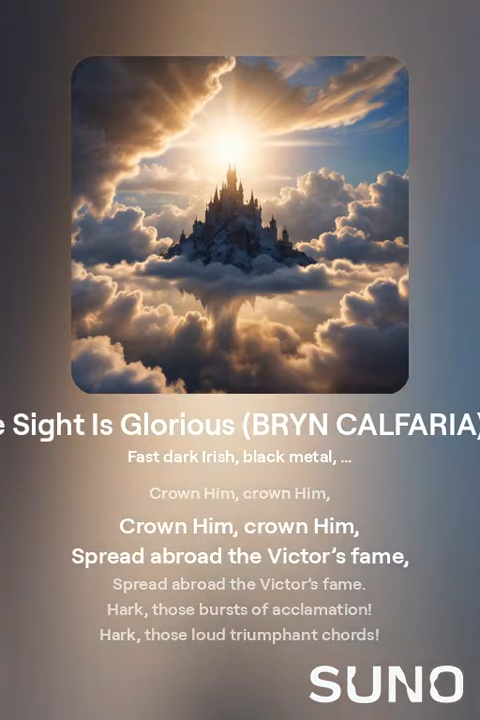 e Sight Is Glorious (BRYN CALFARIA)
Fast dark Irish, black metal, ...
Crown Him, crown Him,
Crown Him, crown Him,
Spread abroad the Victor’s fame,
Spread abroad the Victor’s fame.
Hark, those bursts of acclamation!
Hark, those loud triumphant chords!
SUNO